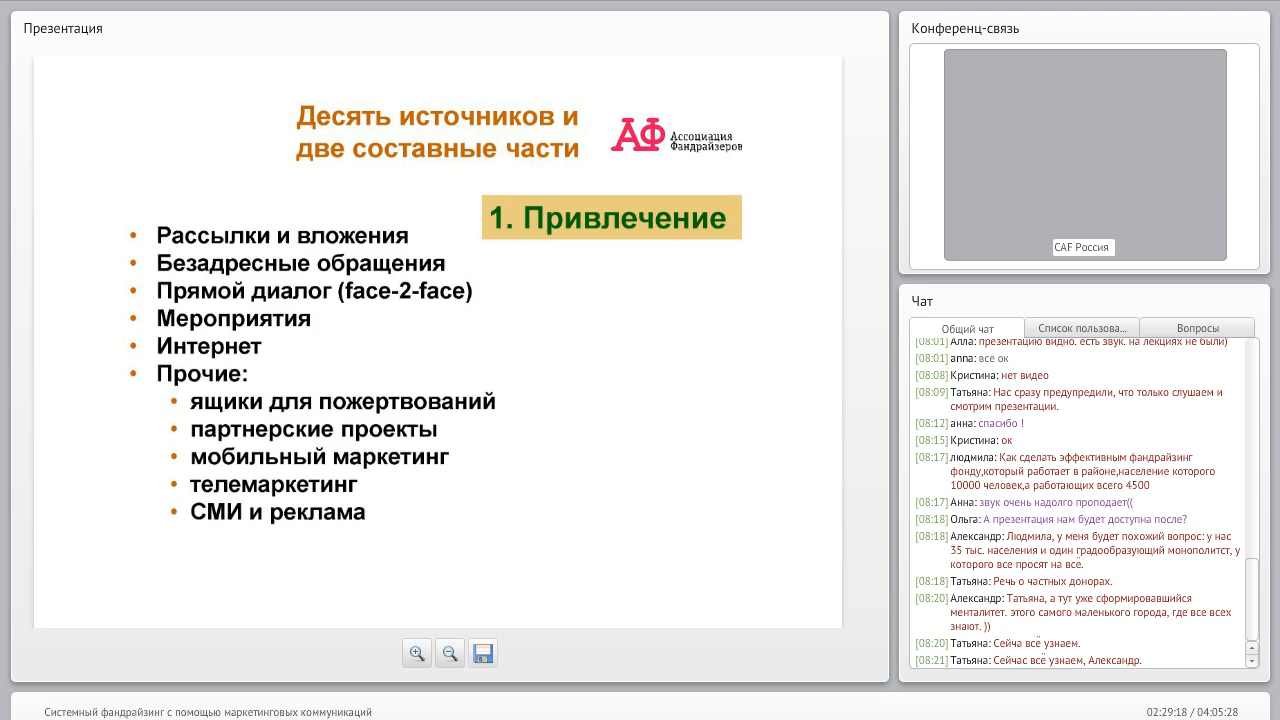 Презентация
Десять источников и
две составные части
АФ Ассоциация
Фандрайзеров
1. Привлечение
• Рассылки и вложения
• Безадресные обращения
• Прямой диалог (face-2-face)
• Мероприятия
• Интернет
• Прочие:
• ящики для пожертвований
• партнерские проекты
• мобильный маркетинг
• телемаркетинг
• СМИ и реклама
Конференц-связь
CAF Россия
Чат
Общий чат
Список пользова...
Вопросы
[08:01] Алла: презентацию видно. есть звук. на лекциях не были)
[08:01] anna: все ок
[08:08] Кристина: нет видео
[08:09] Татьяна: Нас сразу предупредили, что только слушаем и
смотрим презентации.
[08:12] анна: спасибо !
[08:15] Кристина: ок
[08:17] людмила: Как сделать эффективным фандрайзинг
фонду,который работает в районе,население которого
10000 человек,а работающих всего 4500
[08:17] Анна: звук очень надолго проподает((
[08:18] Ольга: А презентация нам будет доступна после?
[08:18] Александр: Людмила, у меня будет похожий вопрос: у нас
35 тыс. населения и один градообразующий монополитст, у
которого все просят на всё.
[08:18] Татьяна: Речь о частных донорах.
[08:20] Александр: Татьяна, а тут уже сформировавшийся
менталитет. этого самого маленького города, где все всех
знают. ))
[08:20] Татьяна: Сейча всё узнаем.
[08:21] Татьяна: Сейчас всё узнаем, Александр.
Системный фандрайзинг с помощью маркетинговых коммуникаций
02:29:18 / 04:05:28